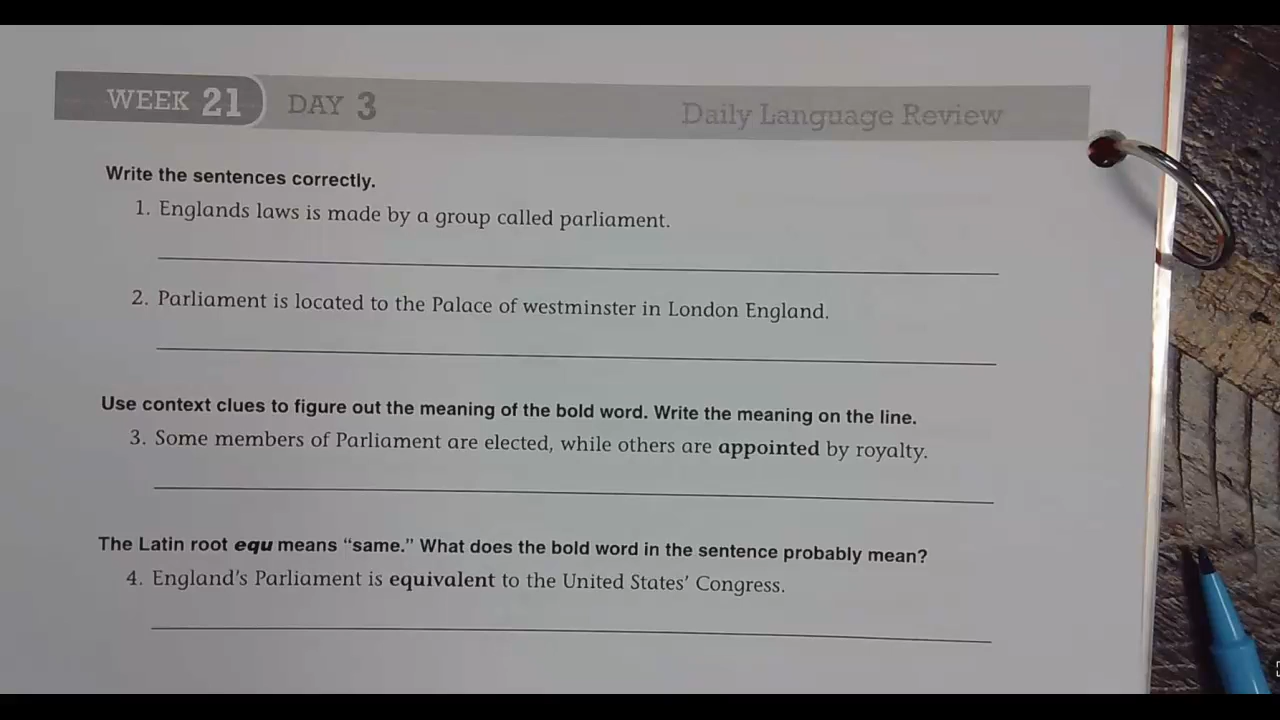 WEEK 21 DAY 3 Daily Language Review
Write the sentences correctly.
1. Englands laws is made by a group called parliament.
2. Parliament is located to the Palace of westminster in London England.
Use context clues to figure out the meaning of the bold word. Write the meaning on the line.
3. Some members of Parliament are elected, while others are appointed by royalty.
The Latin root equ means “same.” What does the bold word in the sentence probably mean?
4. England’s Parliament is equivalent to the United States’ Congress.